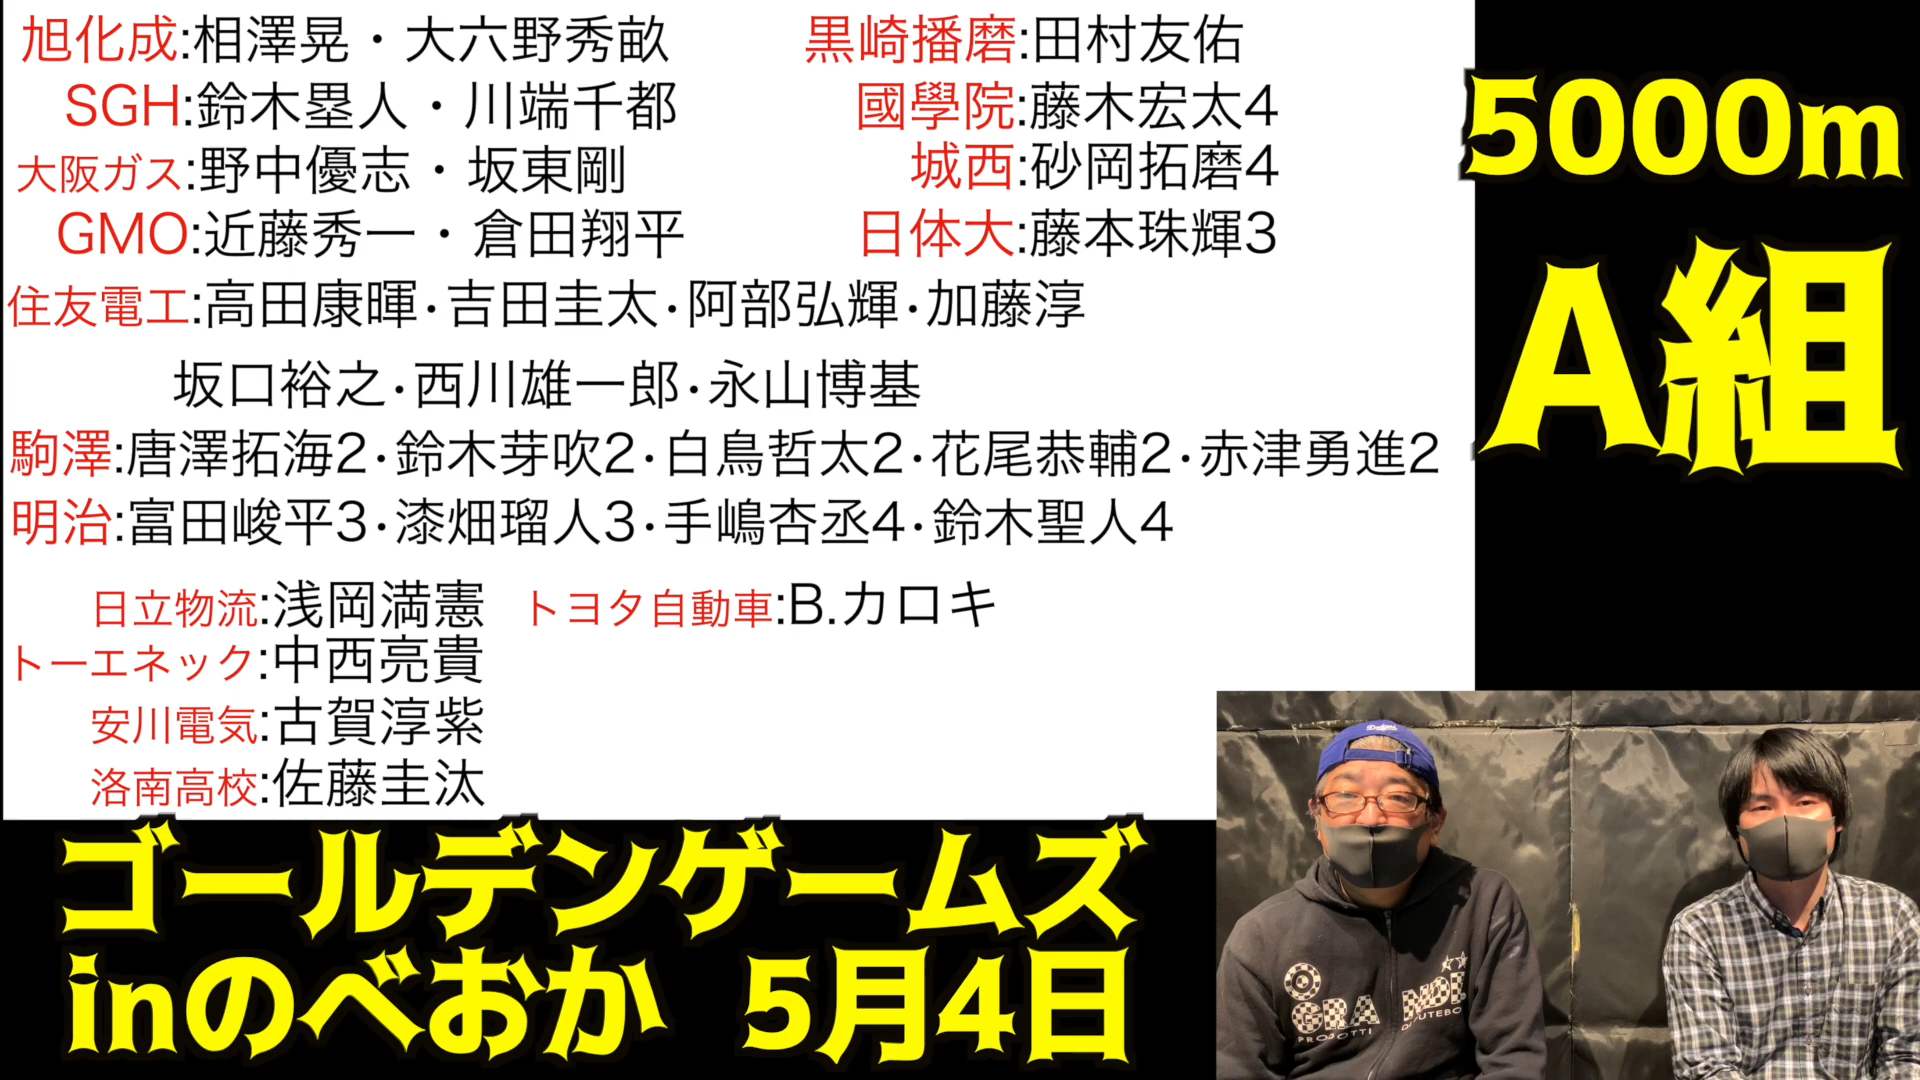 旭化成:相澤晃・大六野秀畝
SGH:鈴木塁人・川端千都
大阪ガス:野中優志・坂東剛
GMO:近藤秀一・倉田翔平
黒崎播磨:田村友佑
國學院:藤木宏太4
城西:砂岡拓磨4
日体大:藤本珠輝3
住友電工:高田康暉・吉田圭太・阿部弘輝・加藤淳
坂口裕之・西川雄一郎・永山博基
駒澤:唐澤拓海2・鈴木芽吹2・白鳥哲太2・花尾恭輔2・赤津勇進2
明治:富田峻平3・漆畑瑠人3・手嶋杏丞4・鈴木聖人4
日立物流:浅岡満憲 トヨタ自動車:B.カロキ
トーエネック:中西亮貴
安川電気:古賀淳紫
洛南高校:佐藤圭汰
5000m
A組
ゴールデンゲームズ
inのべおか 5月4日